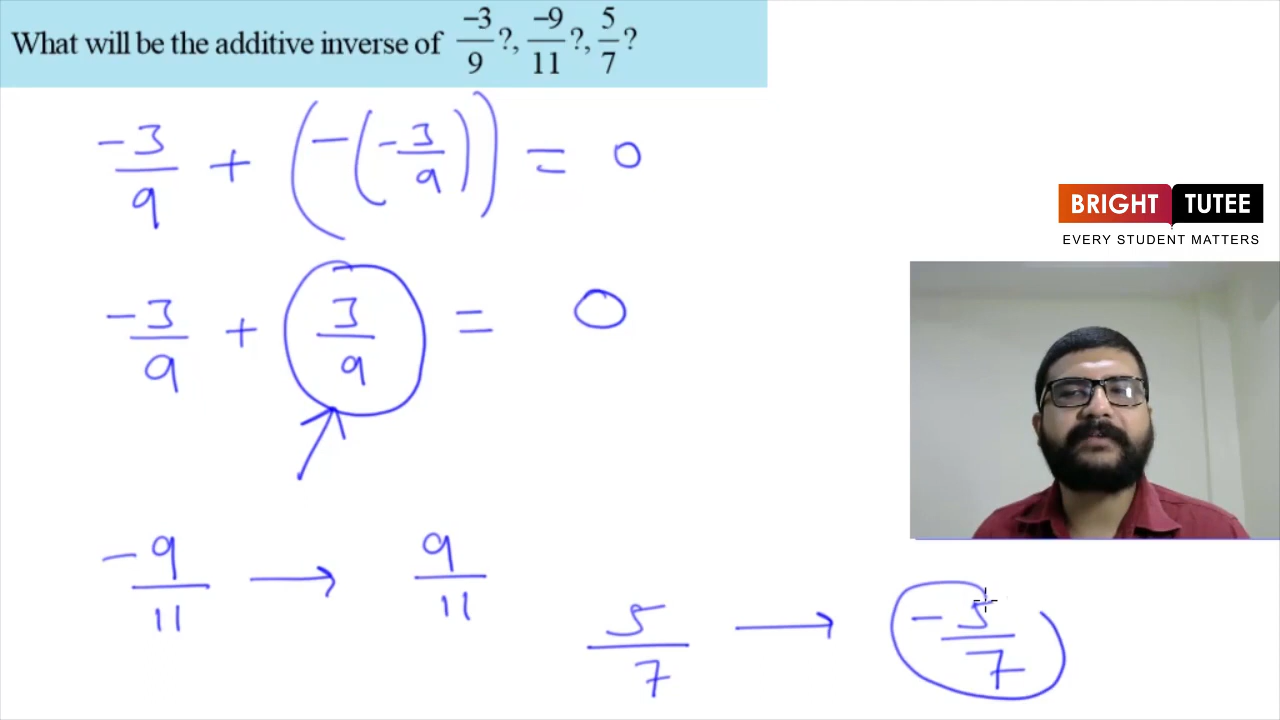 What will be the additive inverse of -3/9?, -9/11?, 5/7?
-3/9 + (-(-3/9)) = 0
BRIGHT TUTEE
EVERY STUDENT MATTERS
-3/9 + 3/9 = 0
-9/11 → 9/11
5/7 → -5/7